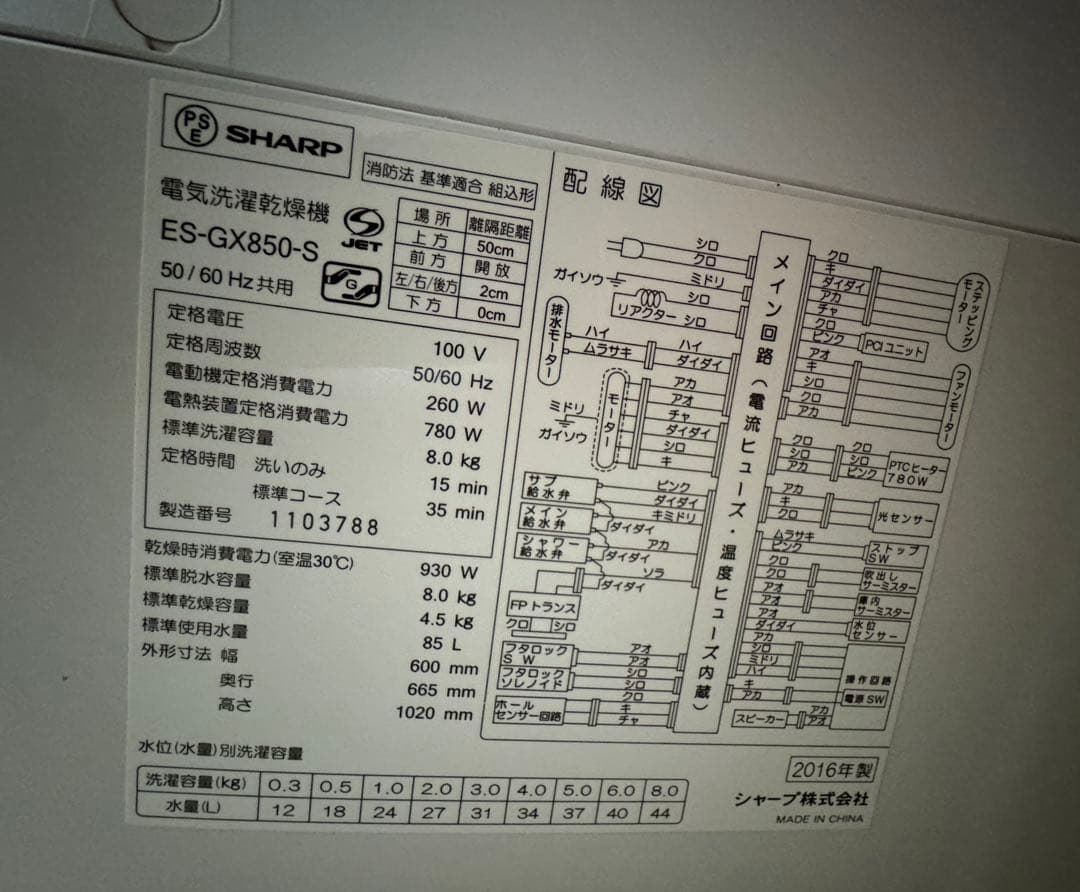 PSE SHARP
消防法 基準適合 組込形
電気洗濯乾燥機
ES-GX850-S
JET
50/60 Hz共用
G
場所 離隔距離
上方 50cm
前方 開放
左/右/後方 2cm
下方 0cm
定格電圧 100 V
定格周波数 50/60 Hz
電動機定格消費電力 260 W
電熱装置定格消費電力 780 W
標準洗濯容量 8.0 kg
定格時間 洗いのみ 15 min
標準コース 35 min
製造番号 1103788
乾燥時消費電力(室温30℃) 930 W
標準脱水容量 8.0 kg
標準乾燥容量 4.5 kg
標準使用水量 85 L
外形寸法 幅 600 mm
奥行 665 mm
高さ 1020 mm
水位(水量)別洗濯容量
洗濯容量(kg) 0.3 0.5 1.0 2.0 3.0 4.0 5.0 6.0 8.0
水量(L) 12 18 24 27 31 34 37 40 44
配線図
シロ
クロ
ガイソウ ミドリ
シロ
リアクター シロ
排水モーター
ハイ ハイ
ムラサキ ダイダイ
モーター
アカ
アオ
チャ
ダイダイ
シロ
キ
ミドリ
ガイソウ
サブ給水弁 ピンク
ダイダイ
メイン給水弁 キミドリ
ダイダイ
シャワー給水弁 アカ
ダイダイ
ソラ
ダイダイ
FPトランス
クロ シロ
フタロックSW アオ
アオ
フタロックソレノイド シロ
シロ
ホールセンサー回路 クロ
キ
チャ
メイン回路(電流ヒューズ・温度ヒューズ内蔵)
クロ
キ
ダイダイ
アカ
チャ
ステッピングモーター
クロ
ピンク PCIユニット
アオ
キ
シロ
クロ
アカ
ファンモーター
クロ クロ
シロ シロ
アカ ピンク
PTCヒーター
780W
アカ
キ
クロ
光センサー
ムラサキ
ピンク
ストップSW
クロ
クロ
吹出しサーミスター
アオ
アオ
庫内サーミスター
アオ
ダイダイ
アカ
水位センサー
シロ
ミドリ
ハイ
操作回路
キ
アカ
電源SW
スピーカー アカ
アオ
2016年製
シャープ株式会社
MADE IN CHINA